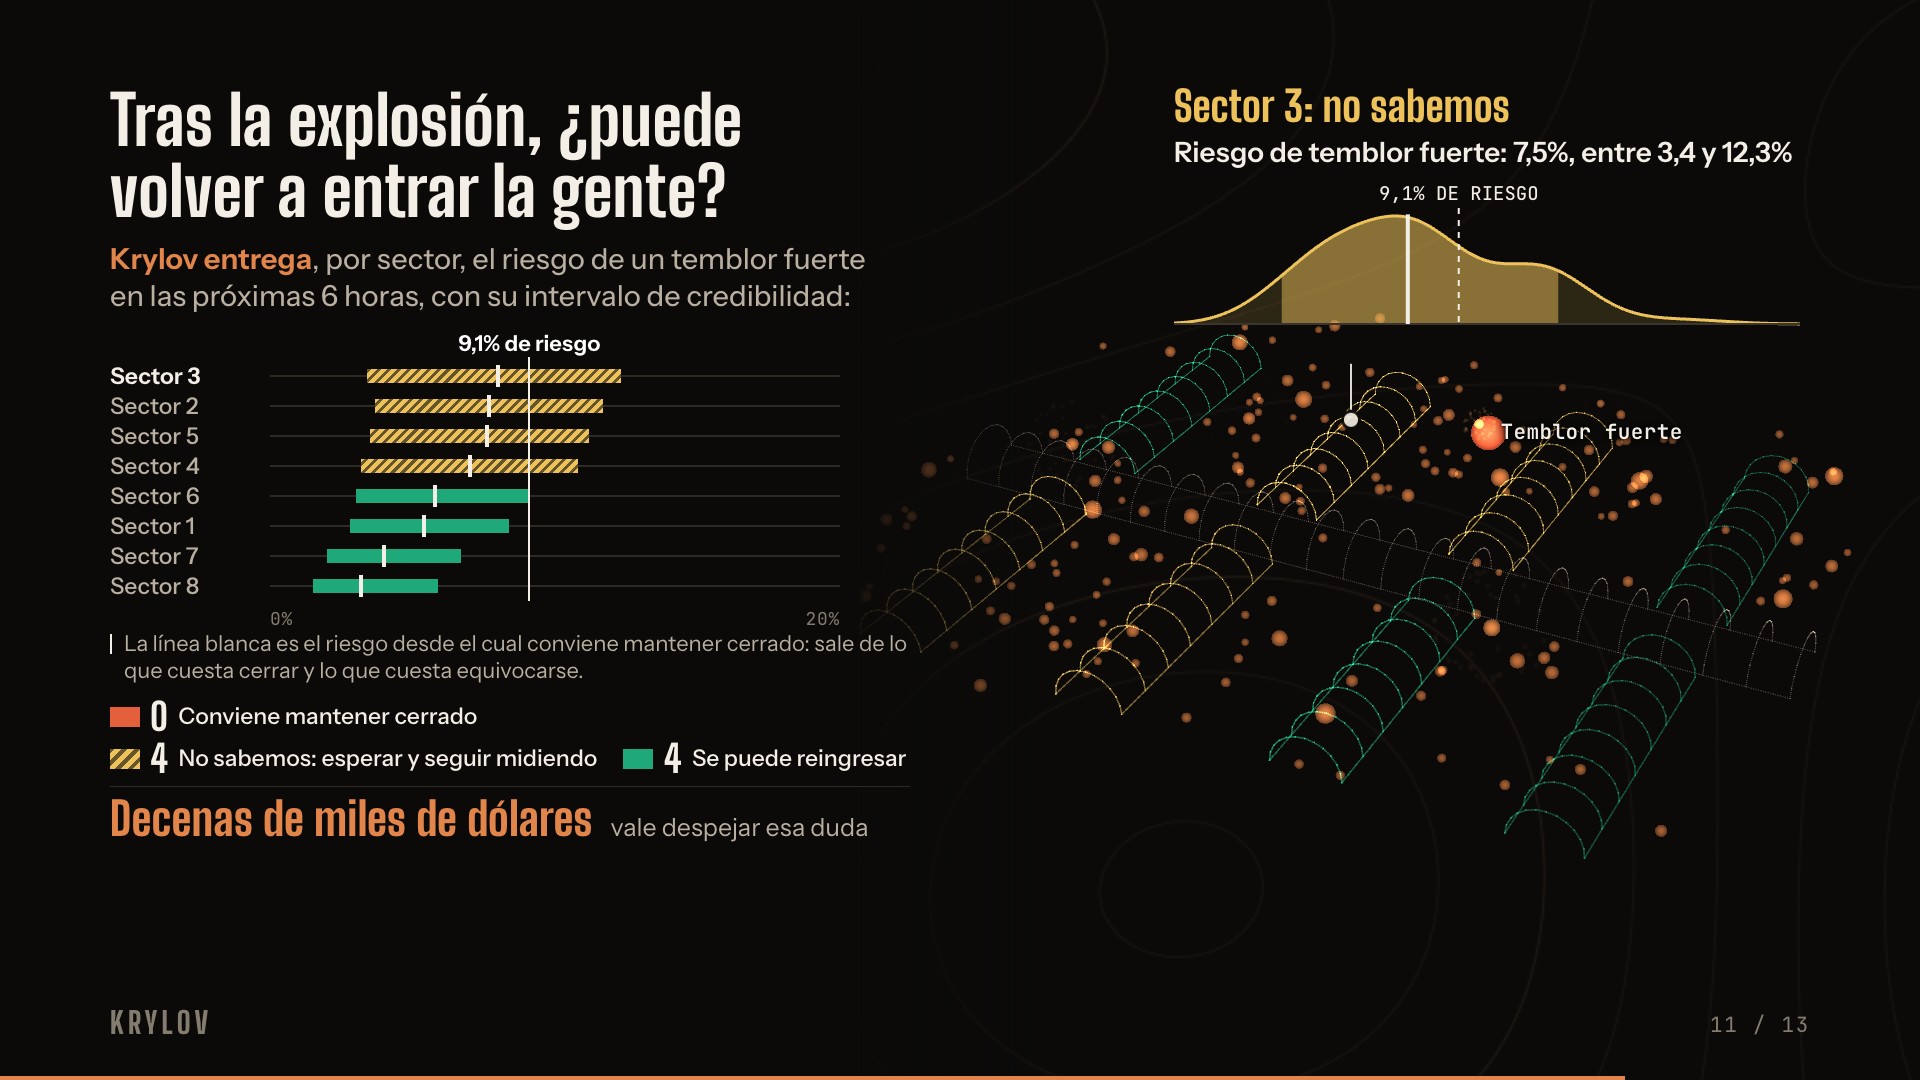 Tras la explosión, ¿puede
volver a entrar la gente?
Krylov entrega, por sector, el riesgo de un temblor fuerte
en las próximas 6 horas, con su intervalo de credibilidad:
9,1% de riesgo
Sector 3
Sector 2
Sector 5
Sector 4
Sector 6
Sector 1
Sector 7
Sector 8
0% 20%
La línea blanca es el riesgo desde el cual conviene mantener cerrado: sale de lo
que cuesta cerrar y lo que cuesta equivocarse.
0 Conviene mantener cerrado
4 No sabemos: esperar y seguir midiendo 4 Se puede reingresar
Decenas de miles de dólares vale despejar esa duda
Sector 3: no sabemos
Riesgo de temblor fuerte: 7,5%, entre 3,4 y 12,3%
9,1% DE RIESGO
Temblor fuerte
KRYLOV
11 / 13